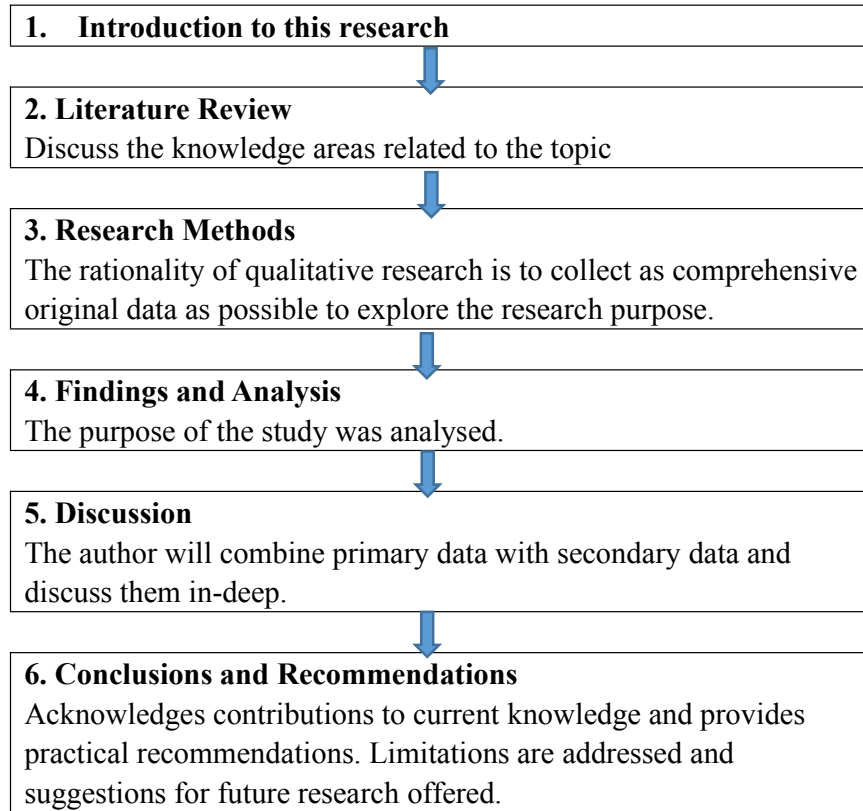 1. Introduction to this research
2. Literature Review
Discuss the knowledge areas related to the topic
3. Research Methods
The rationality of qualitative research is to collect as comprehensive
original data as possible to explore the research purpose.
4. Findings and Analysis
The purpose of the study was analysed.
5. Discussion
The author will combine primary data with secondary data and
discuss them in-deep.
6. Conclusions and Recommendations
Acknowledges contributions to current knowledge and provides
practical recommendations. Limitations are addressed and
suggestions for future research offered.